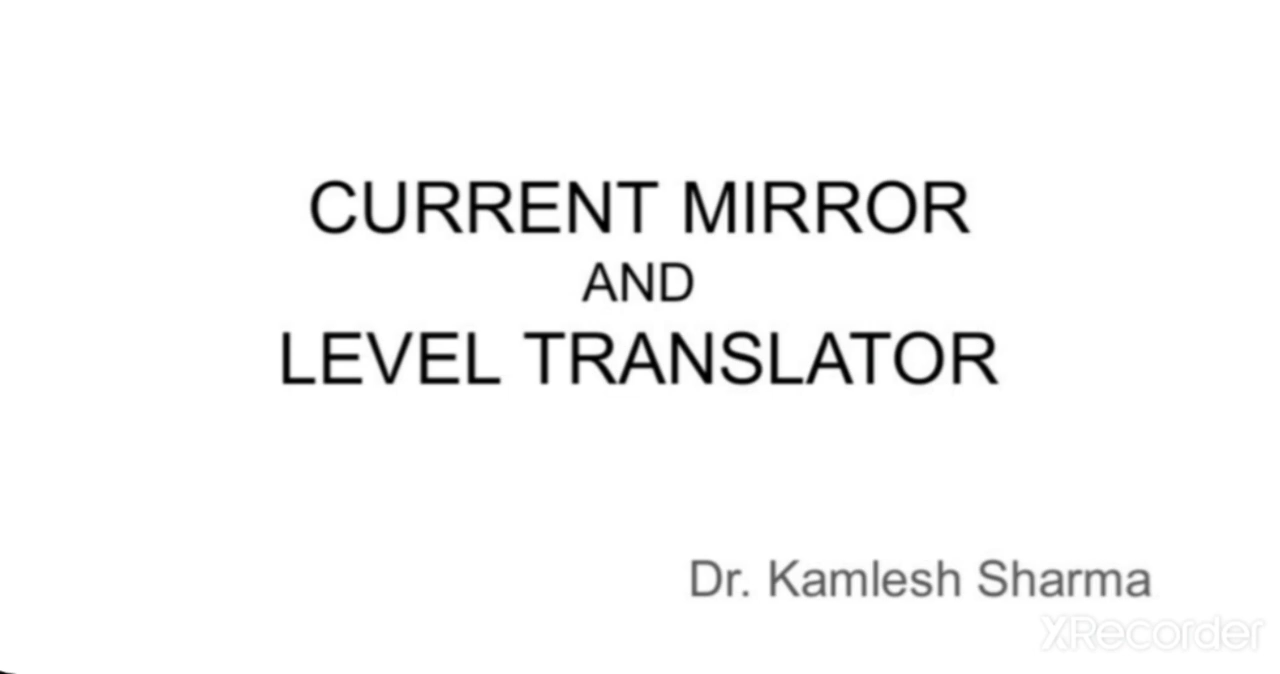 CURRENT MIRROR
AND
LEVEL TRANSLATOR
Dr. Kamlesh Sharma
XRecorder